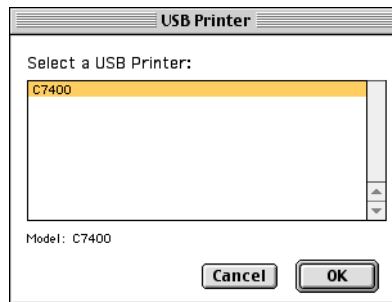 USB Printer
Select a USB Printer:
C7400
Model: C7400
Cancel
OK